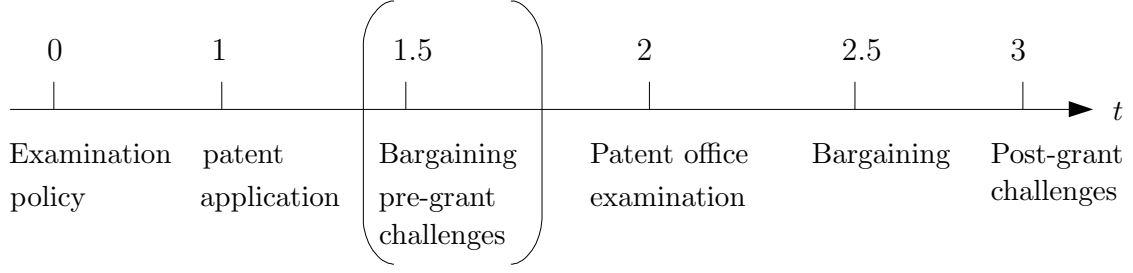 0 1 1.5 2 2.5 3
t
Examination patent Bargaining Patent office Bargaining Post-grant
policy application pre-grant examination challenges
challenges